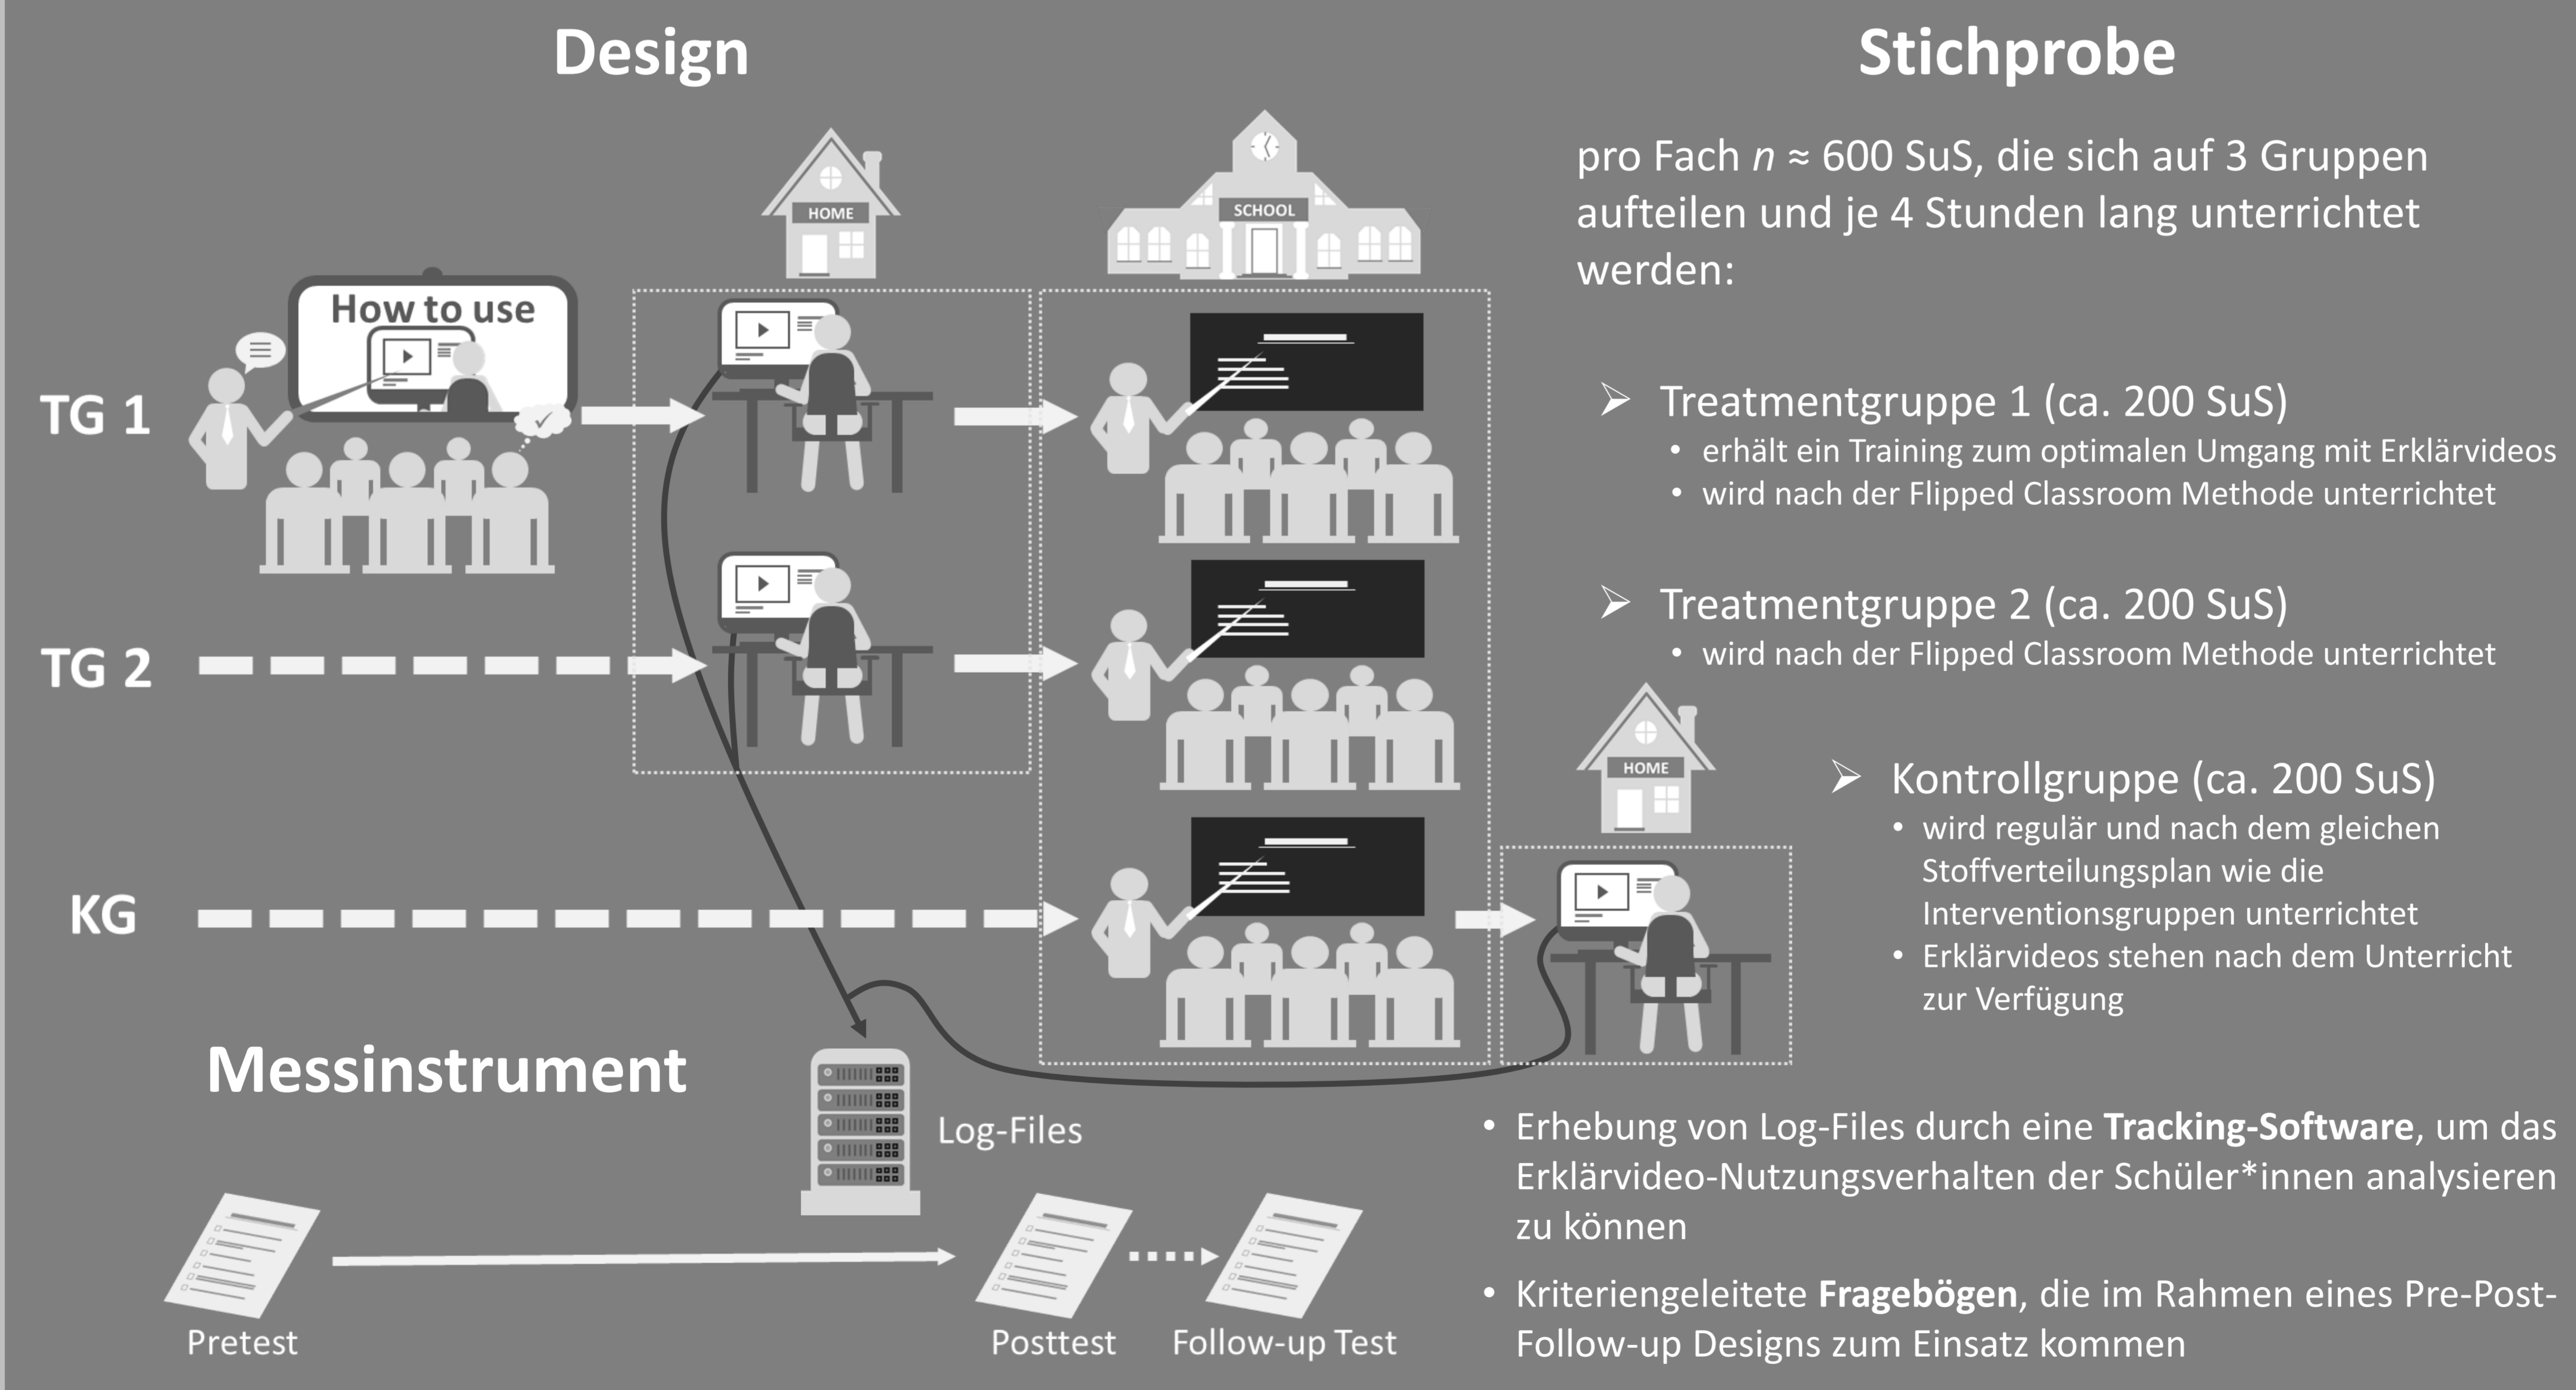 Design
HOME
SCHOOL
How to use
TG 1
TG 2
KG
Messinstrument
Log-Files
Pretest
Posttest
Follow-up Test
Stichprobe
pro Fach n ≈ 600 SuS, die sich auf 3 Gruppen
aufteilen und je 4 Stunden lang unterrichtet
werden:
➢ Treatmentgruppe 1 (ca. 200 SuS)
• erhält ein Training zum optimalen Umgang mit Erklärvideos
• wird nach der Flipped Classroom Methode unterrichtet
➢ Treatmentgruppe 2 (ca. 200 SuS)
• wird nach der Flipped Classroom Methode unterrichtet
HOME
➢ Kontrollgruppe (ca. 200 SuS)
• wird regulär und nach dem gleichen
Stoffverteilungsplan wie die
Interventionsgruppen unterrichtet
• Erklärvideos stehen nach dem Unterricht
zur Verfügung
• Erhebung von Log-Files durch eine Tracking-Software, um das
Erklärvideo-Nutzungsverhalten der Schüler*innen analysieren
zu können
• Kriteriengeleitete Fragebögen, die im Rahmen eines Pre-Post-
Follow-up Designs zum Einsatz kommen